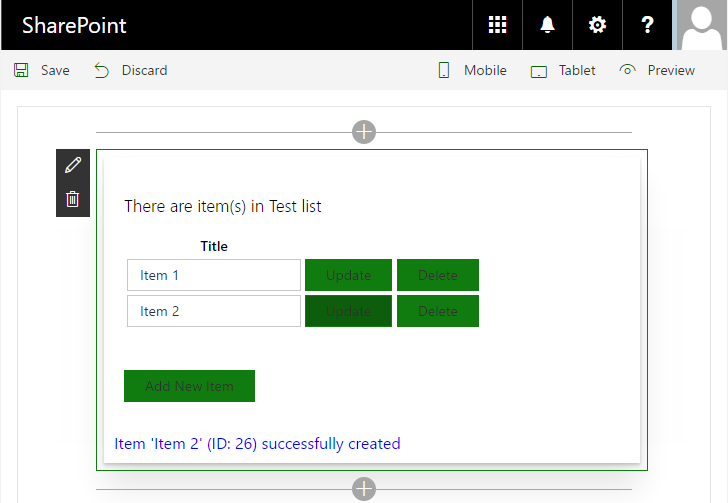 SharePoint ?
Save Discard Mobile Tablet Preview
There are item(s) in Test list
Title
Item 1 Update Delete
Item 2 Update Delete
Add New Item
Item 'Item 2' (ID: 26) successfully created